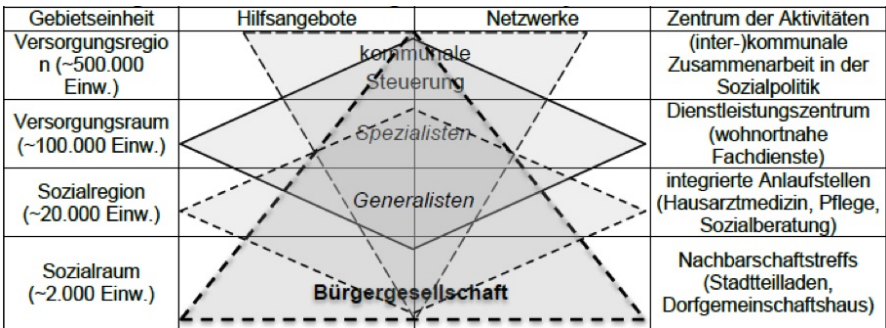 Gebietseinheit Hilfsangebote Netzwerke Zentrum der Aktivitäten
Versorgungsregio
n (~500.000
Einw.)
kommunale
Steuerung
(inter-)kommunale
Zusammenarbeit in der
Sozialpolitik
Versorgungsraum
(~100.000 Einw.)
Spezialisten
Dienstleistungszentrum
(wohnortnahe
Fachdienste)
Sozialregion
(~20.000 Einw.)
Generalisten
integrierte Anlaufstellen
(Hausarztmedizin, Pflege,
Sozialberatung)
Sozialraum
(~2.000 Einw.)
Bürgergesellschaft
Nachbarschaftstreffs
(Stadtteilladen,
Dorfgemeinschaftshaus)